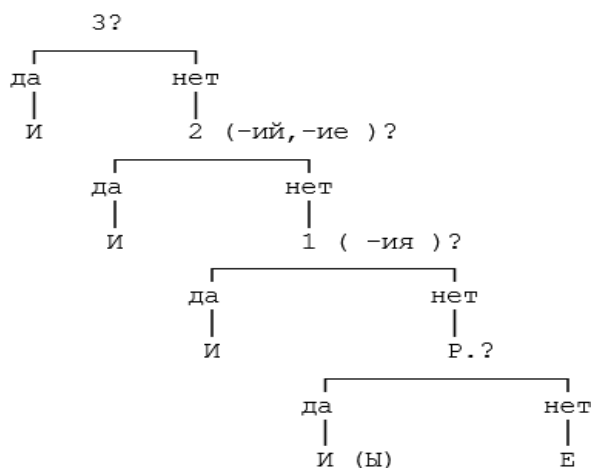 3?
да нет
И 2 (-ий,-ие )?
да нет
И 1 ( -ия )?
да нет
И Р.?
да нет
И (Ы) Е